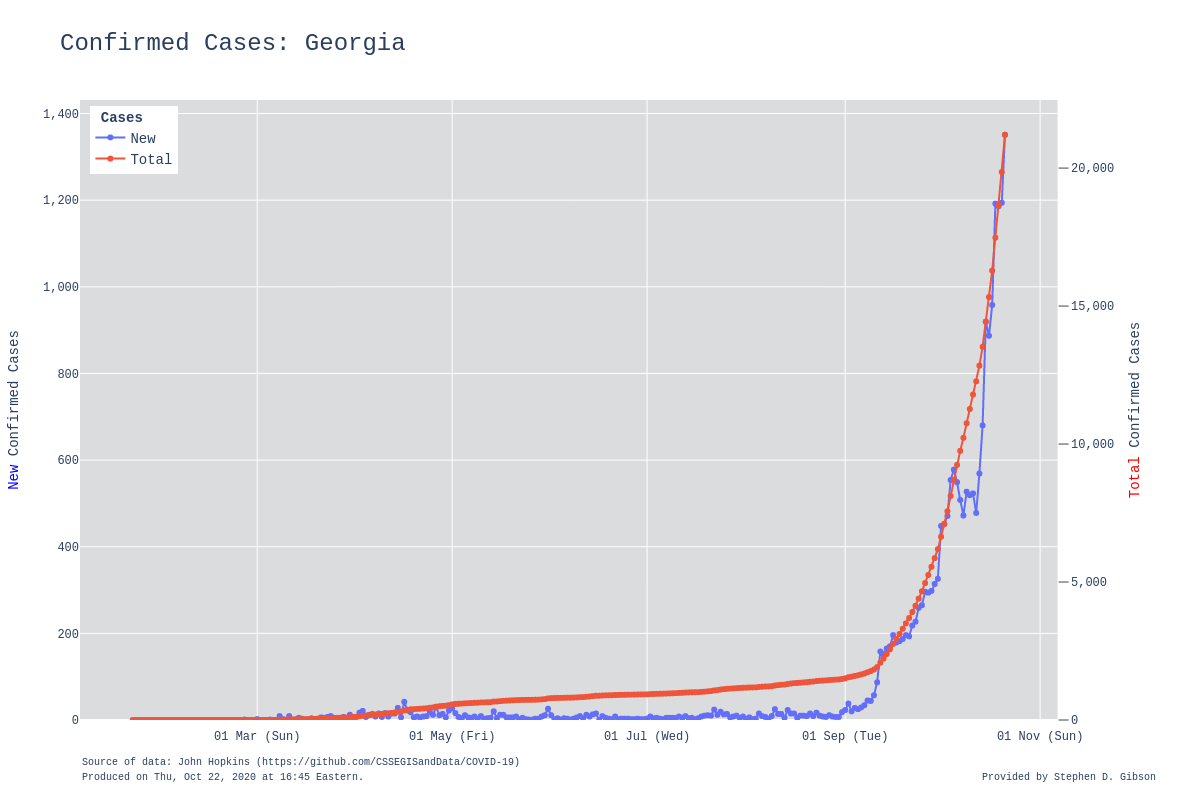 Confirmed Cases: Georgia
Cases
New
Total
1,400
1,200
1,000
800
600
400
200
0
New Confirmed Cases
20,000
15,000
10,000
5,000
0
Total Confirmed Cases
01 Mar (Sun)
01 May (Fri)
01 Jul (Wed)
01 Sep (Tue)
01 Nov (Sun)
Source of data: John Hopkins (https://github.com/CSSEGISandData/COVID-19)
Produced on Thu, Oct 22, 2020 at 16:45 Eastern.
Provided by Stephen D. Gibson